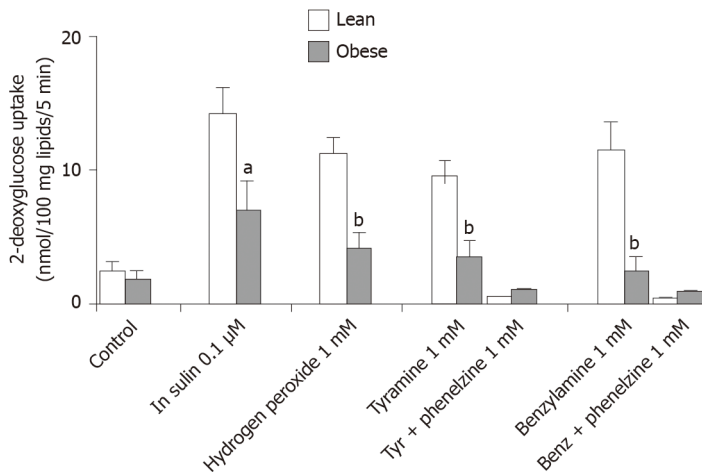 Lean
Obese
2-deoxyglucose uptake
(nmol/100 mg lipids/5 min)
20
10
0
a
b
b
b
Control
In sulin 0.1 µM
Hydrogen peroxide 1 mM
Tyramine 1 mM
Tyr + phenelzine 1 mM
Benzylamine 1 mM
Benz + phenelzine 1 mM